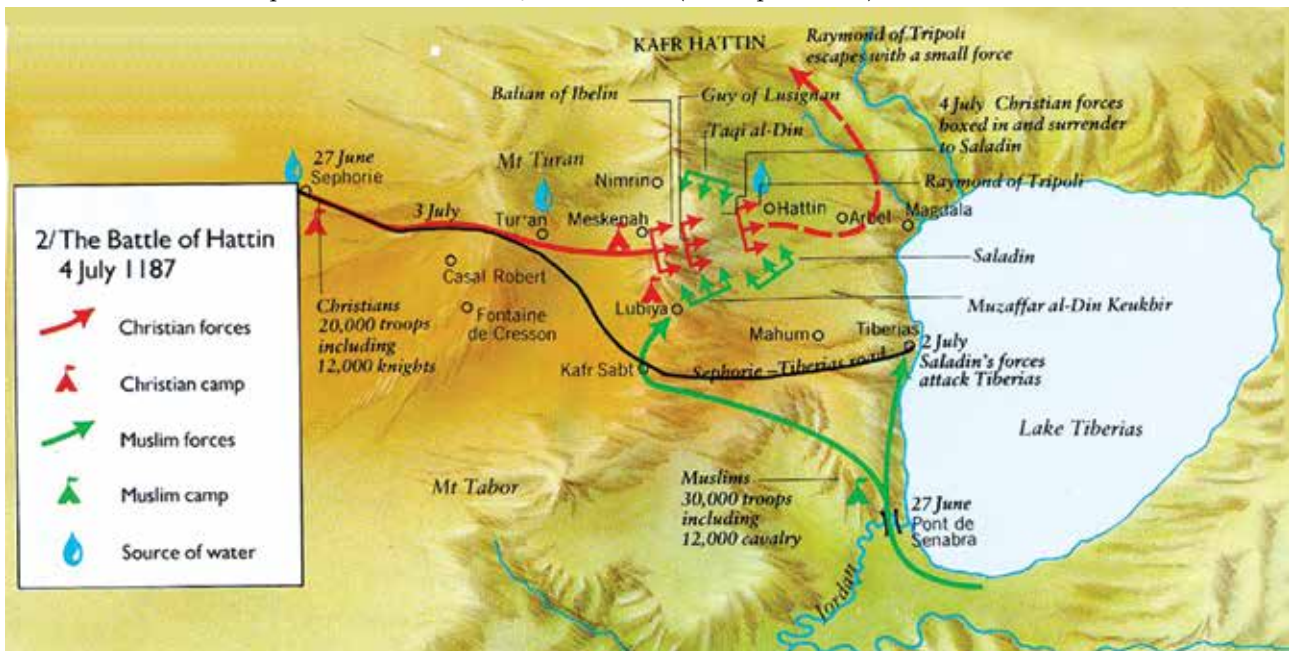 KAFR HATTIN
Raymond of Tripoli
escapes with a small force
Balian of Ibelin
Guy of Lusignan
4 July Christian forces
boxed in and surrender
to Saladin
Taqi al-Din
27 June
Sephorie
Mt Turan
Nimrin
Raymond of Tripoli
3 July
Tur'an
Meskenah
Hattin
Arbel
Magdala
2/The Battle of Hattin
4 July 1187
Christian forces
Christian camp
Muslim forces
Muslim camp
Source of water
Casal Robert
Saladin
Christians
20,000 troops
including
12,000 knights
Fontaine
de Cresson
Lubiya
Muzaffar al-Din Keukbir
Mahum
Tiberias
2 July
Saladin's forces
attack Tiberias
Kafr Sabt
Sephorie – Tiberias road
Lake Tiberias
Mt Tabor
Muslims
30,000 troops
including
12,000 cavalry
27 June
Pont de
Senabra
Jordan